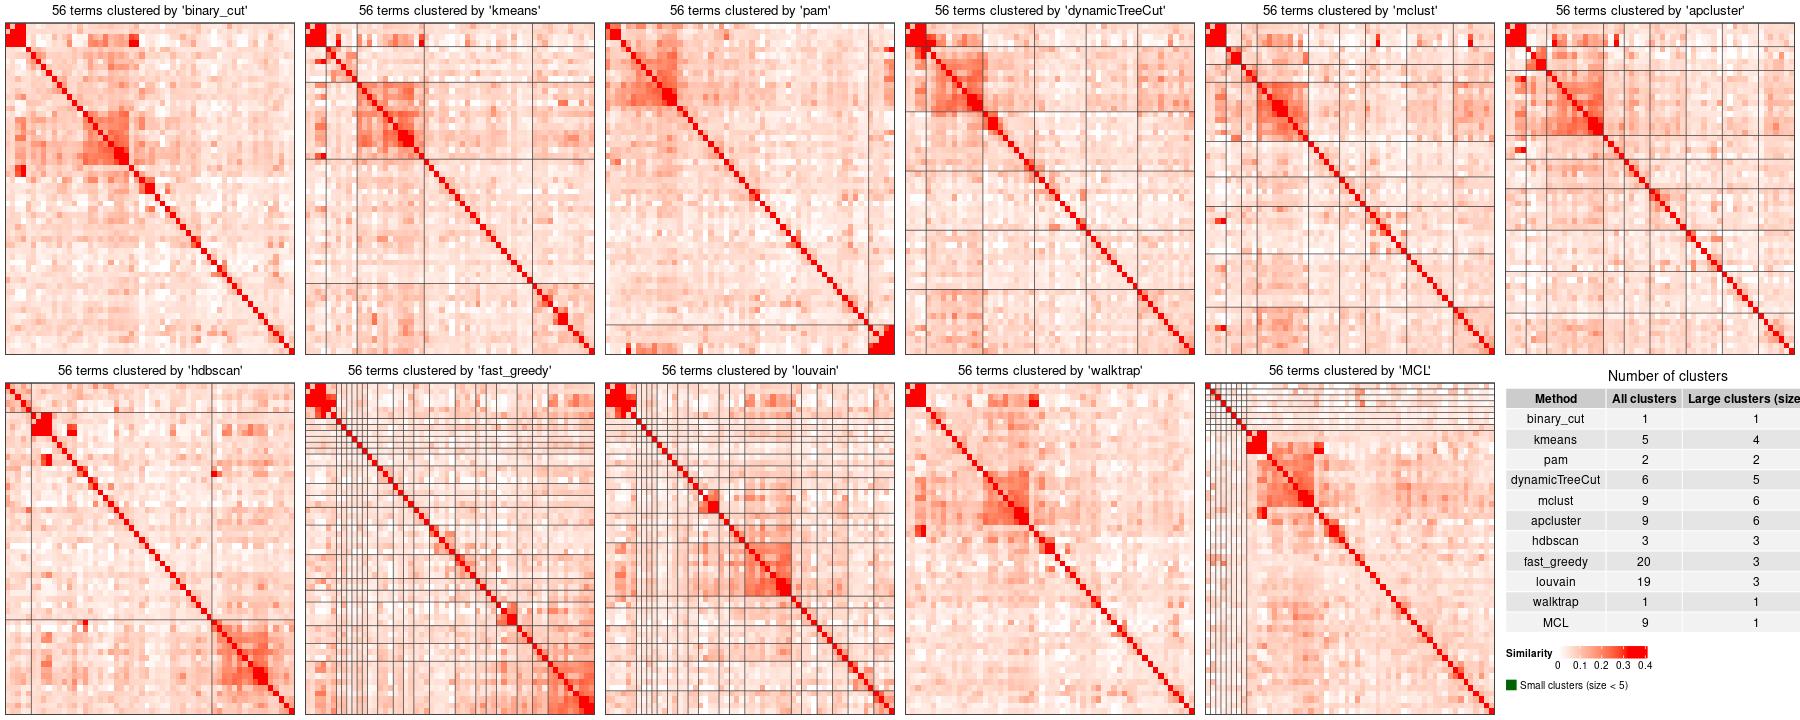 56 terms clustered by 'binary_cut'
56 terms clustered by 'kmeans'
56 terms clustered by 'pam'
56 terms clustered by 'dynamicTreeCut'
56 terms clustered by 'mclust'
56 terms clustered by 'apcluster'
56 terms clustered by 'hdbscan'
56 terms clustered by 'fast_greedy'
56 terms clustered by 'louvain'
56 terms clustered by 'walktrap'
56 terms clustered by 'MCL'
Number of clusters
Method All clusters Large clusters (size
binary_cut 1 1
kmeans 5 4
pam 2 2
dynamicTreeCut 6 5
mclust 9 6
apcluster 9 6
hdbscan 3 3
fast_greedy 20 3
louvain 19 3
walktrap 1 1
MCL 9 1
Similarity
0 0.1 0.2 0.3 0.4
Small clusters (size < 5)